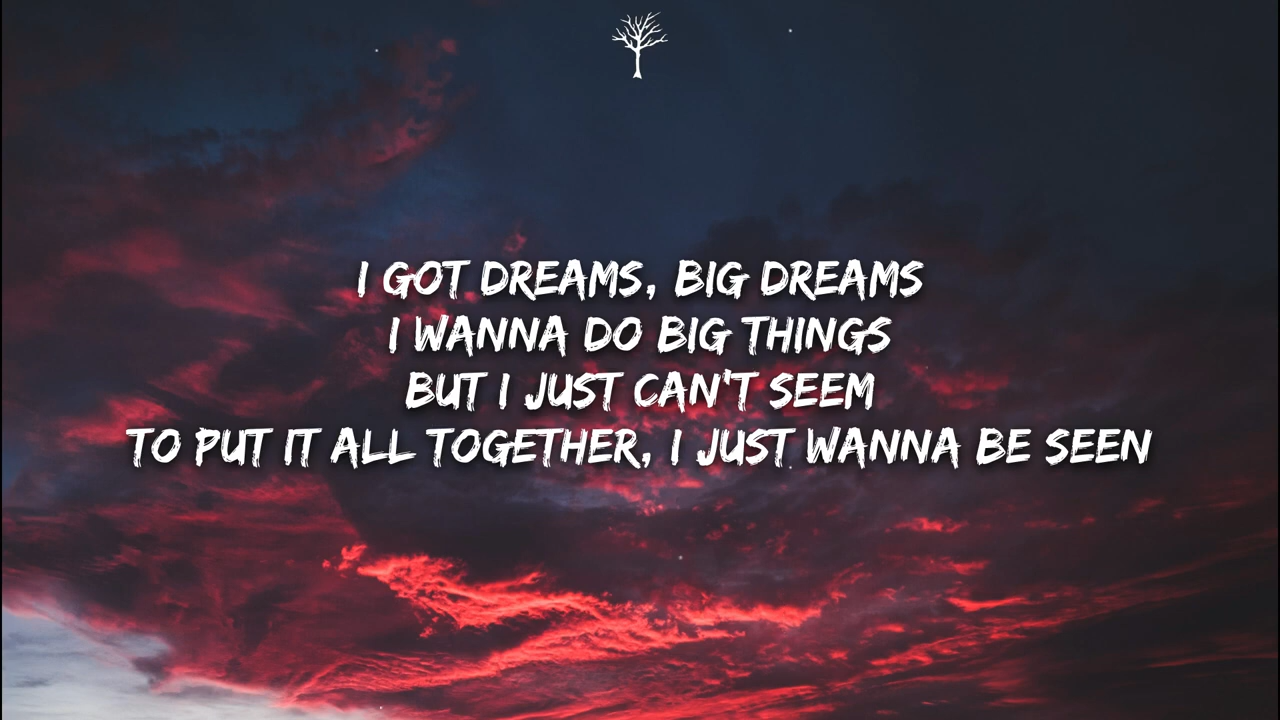 I GOT DREAMS, BIG DREAMS
I WANNA DO BIG THINGS
BUT I JUST CAN'T SEEM
TO PUT IT ALL TOGETHER, I JUST WANNA BE SEEN